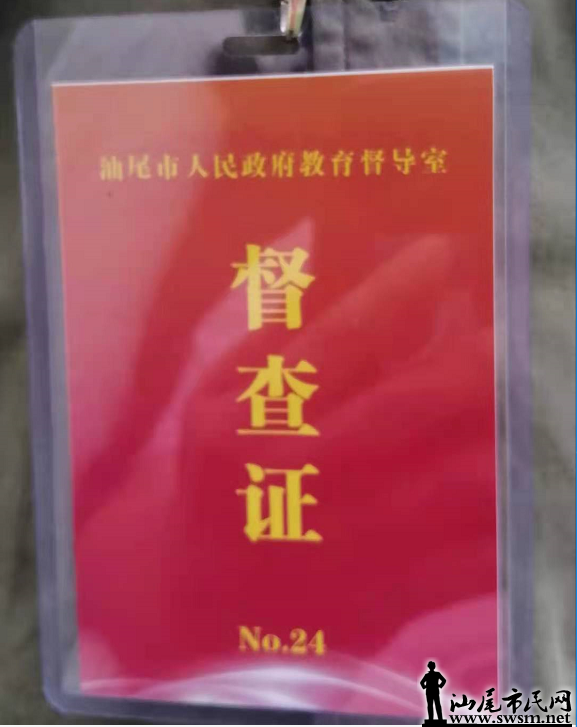 汕尾市人民政府教育督导室
督
查
证
No.24
汕尾市民网
www.swsm.net